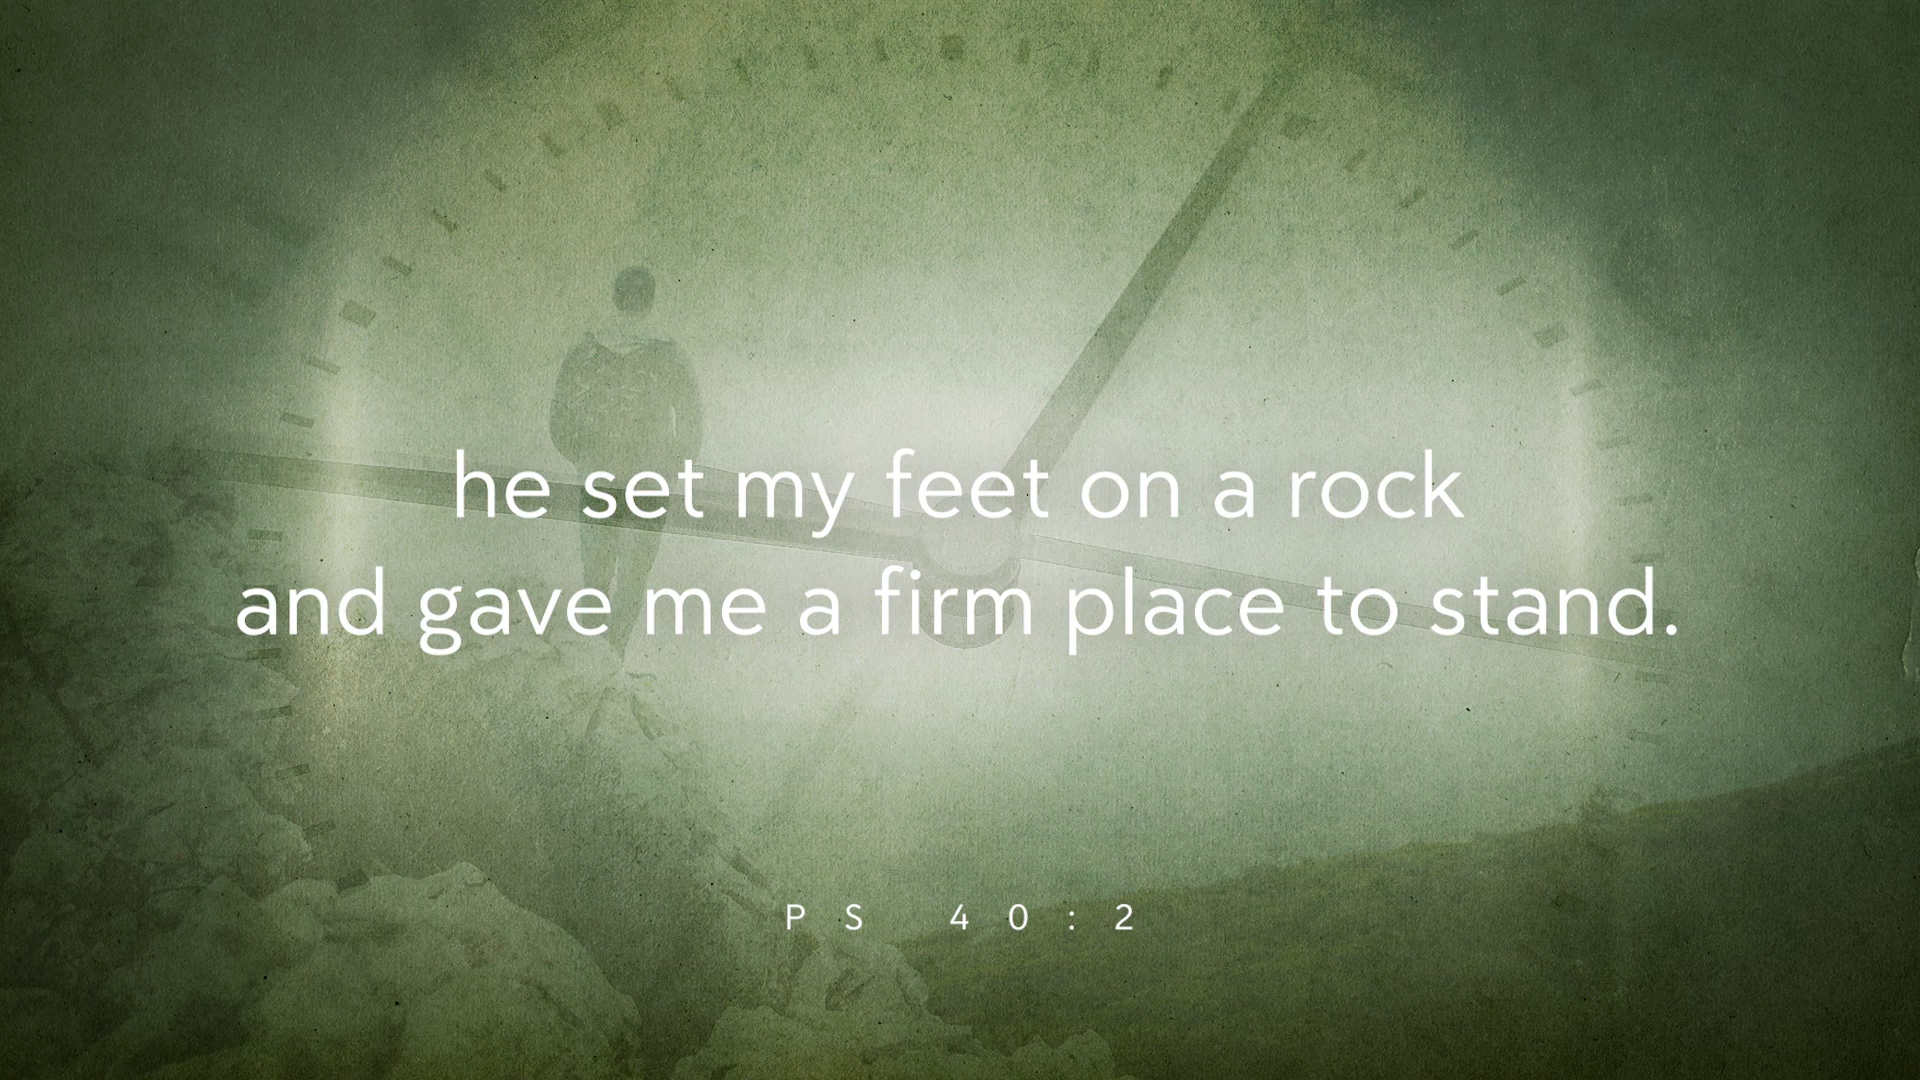 he set my feet on a rock
and gave me a firm place to stand.
PS 40:2